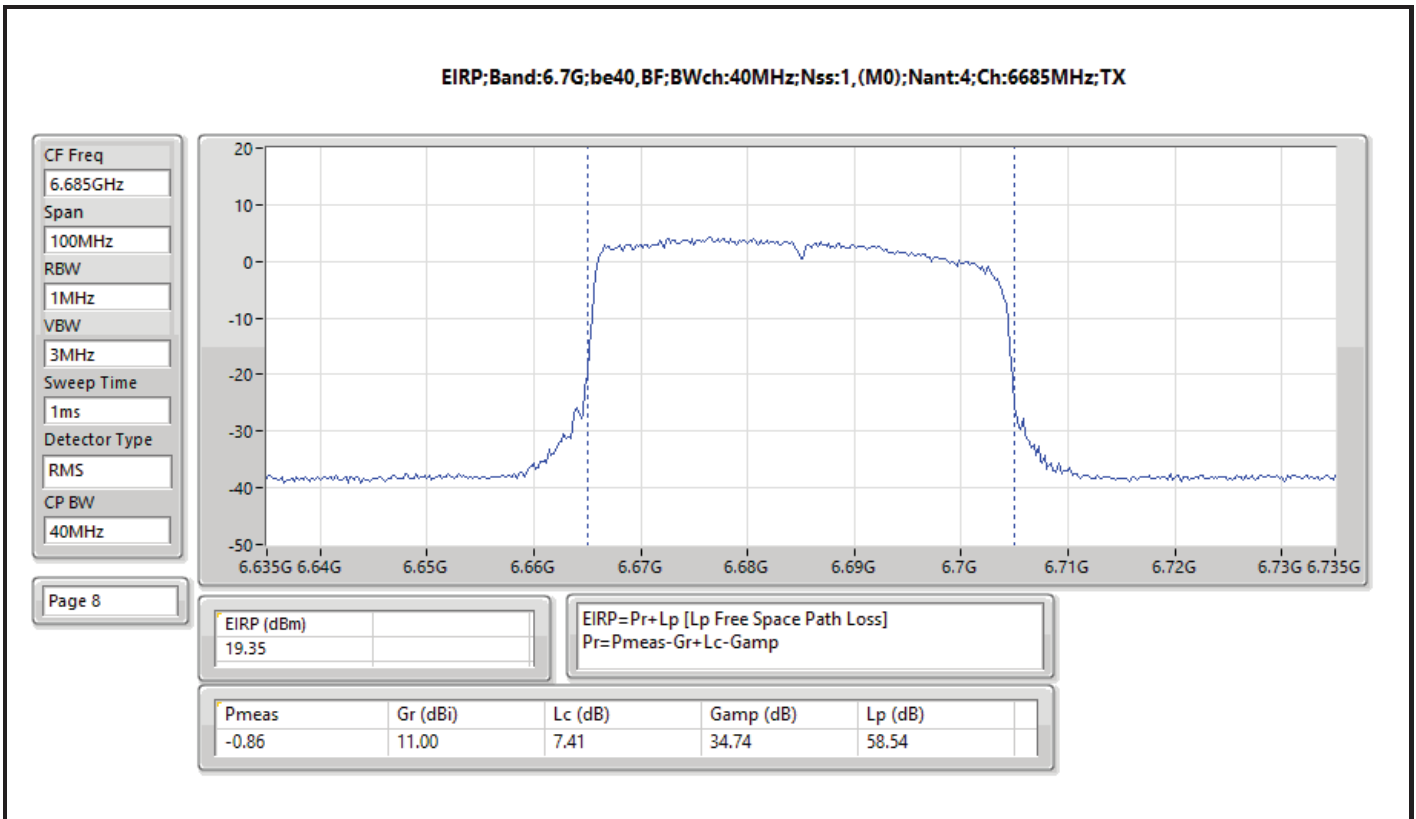 EIRP;Band:6.7G;be40,BF;BWch:40MHz;Nss:1,(M0);Nant:4;Ch:6685MHz;TX
CF Freq
6.685GHz
Span
100MHz
RBW
1MHz
VBW
3MHz
Sweep Time
1ms
Detector Type
RMS
CP BW
40MHz
Page 8
20
10
0
-10
-20
-30
-40
-50
6.635G 6.64G 6.65G 6.66G 6.67G 6.68G 6.69G 6.7G 6.71G 6.72G 6.73G 6.735G
EIRP (dBm)
19.35
EIRP=Pr+Lp [Lp Free Space Path Loss]
Pr=Pmeas-Gr+Lc-Gamp
Pmeas Gr (dBi) Lc (dB) Gamp (dB) Lp (dB)
-0.86 11.00 7.41 34.74 58.54